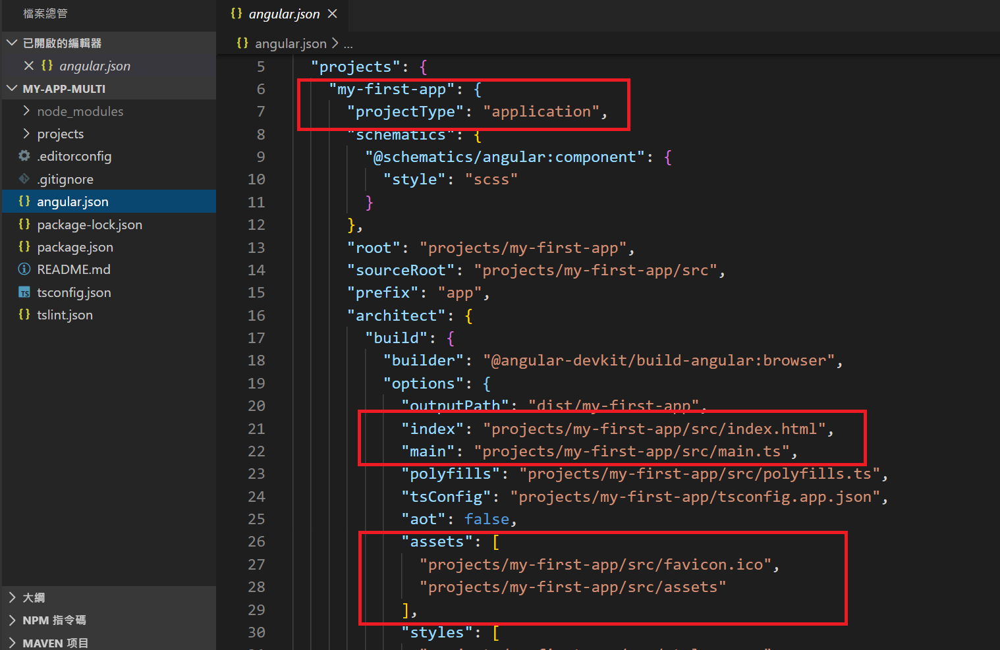 檔案總管
已開啟的編輯器
angular.json
MY-APP-MULTI
node_modules
projects
.editorconfig
.gitignore
angular.json
package-lock.json
package.json
README.md
tsconfig.json
tslint.json
大綱
NPM 指令碼
MAVEN 項目
angular.json
angular.json > ...
5 "projects": {
6 "my-first-app": {
7 "projectType": "application",
8 "schematics": {
9 "@schematics/angular:component": {
10 "style": "scss"
11 }
12 },
13 "root": "projects/my-first-app",
14 "sourceRoot": "projects/my-first-app/src",
15 "prefix": "app",
16 "architect": {
17 "build": {
18 "builder": "@angular-devkit/build-angular:browser",
19 "options": {
20 "outputPath": "dist/my-first-app",
21 "index": "projects/my-first-app/src/index.html",
22 "main": "projects/my-first-app/src/main.ts",
23 "polyfills": "projects/my-first-app/src/polyfills.ts",
24 "tsConfig": "projects/my-first-app/tsconfig.app.json",
25 "aot": false,
26 "assets": [
27 "projects/my-first-app/src/favicon.ico",
28 "projects/my-first-app/src/assets"
29 ],
30 "styles": [